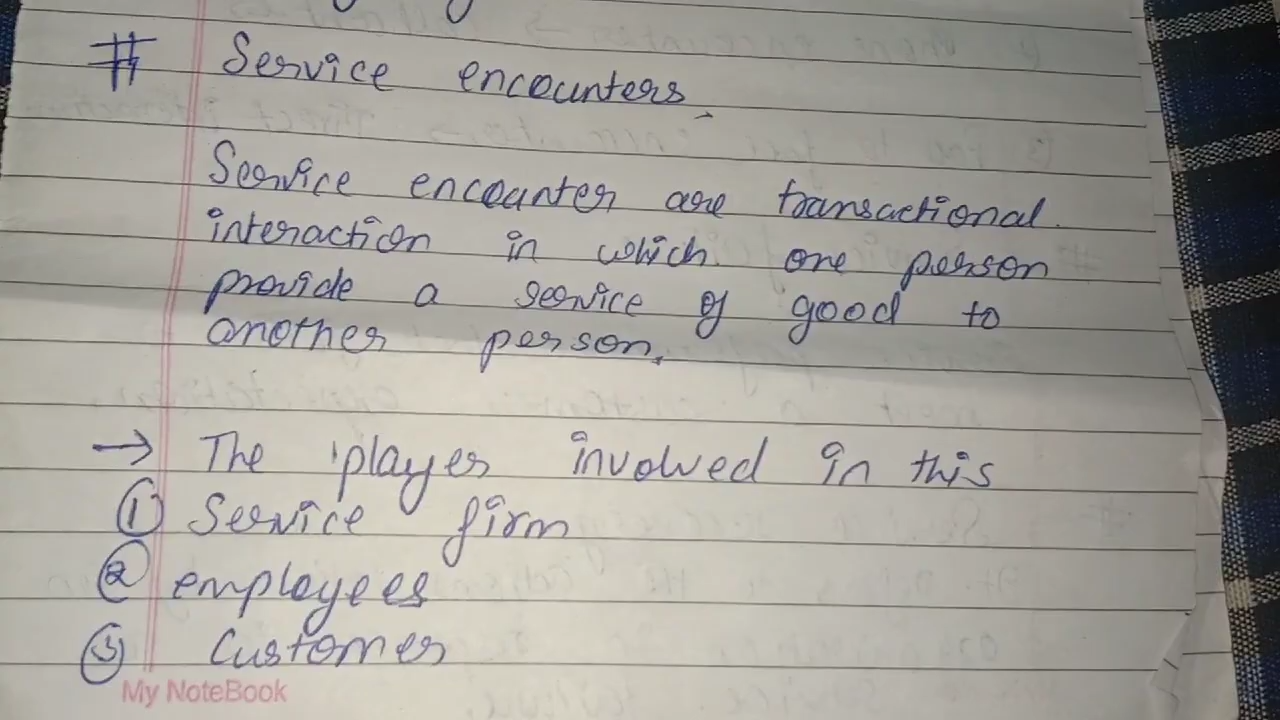 # Service encounters
Service encounter are transactional
interaction in which one person
provide a service of good to
another person.
→ The player involved in this
① Service firm
② employees
③ Customer
My NoteBook